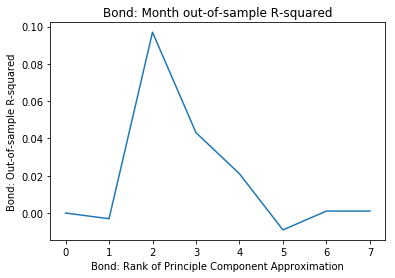 Bond: Month out-of-sample R-squared
Bond: Out-of-sample R-squared
0.10
0.08
0.06
0.04
0.02
0.00
0 1 2 3 4 5 6 7
Bond: Rank of Principle Component Approximation